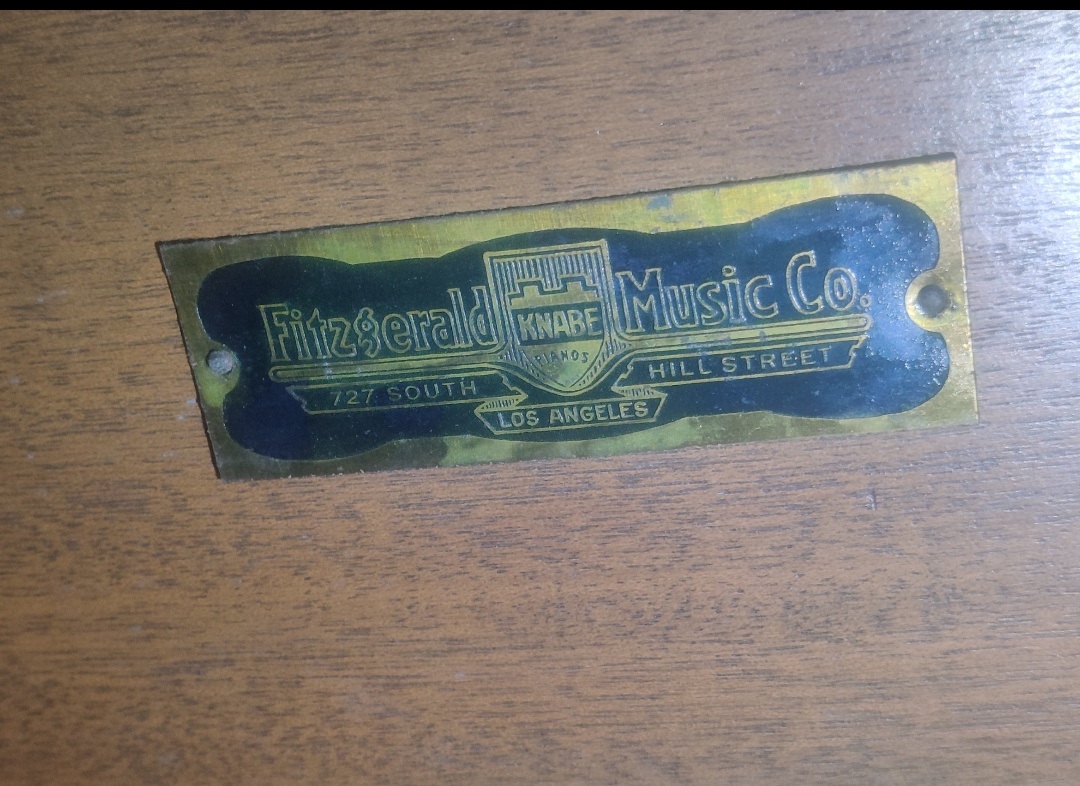 Fitzgerald Music Co.
KNABE
PIANOS
727 SOUTH HILL STREET
LOS ANGELES